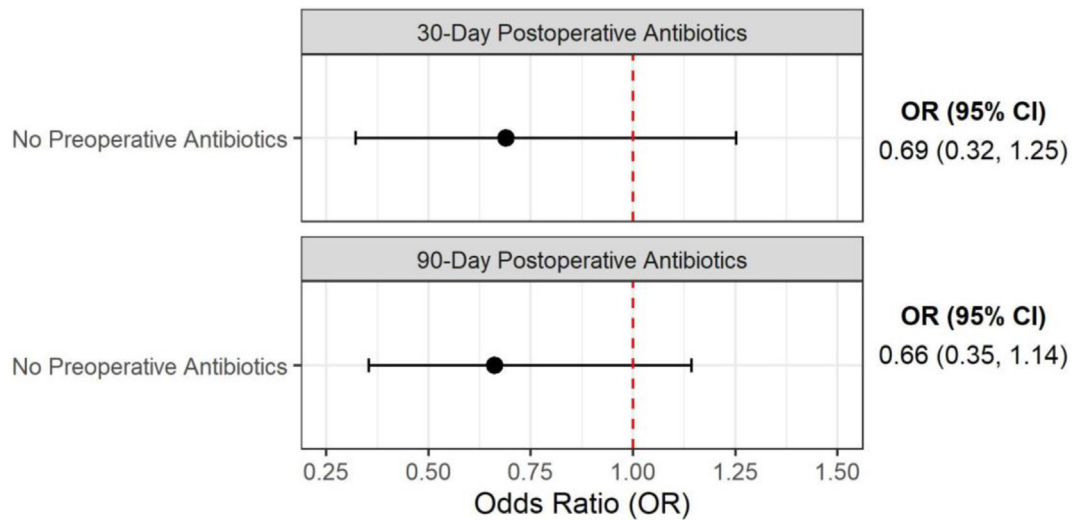 30-Day Postoperative Antibiotics
No Preoperative Antibiotics
OR (95% CI)
0.69 (0.32, 1.25)
90-Day Postoperative Antibiotics
No Preoperative Antibiotics
OR (95% CI)
0.66 (0.35, 1.14)
0.25 0.50 0.75 1.00 1.25 1.50
Odds Ratio (OR)